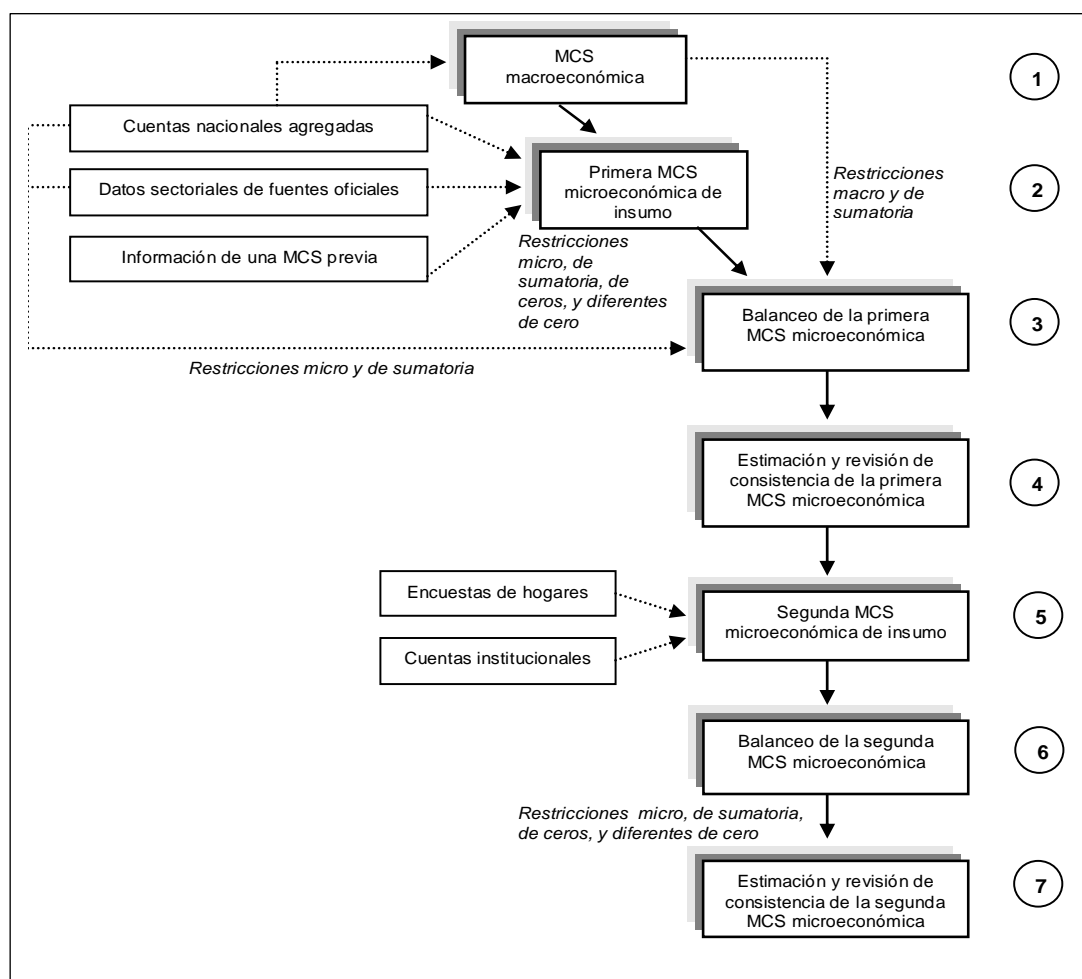 MCS
macroeconómica
1
Cuentas nacionales agregadas
Primera MCS
microeconómica de
insumo
2
Datos sectoriales de fuentes oficiales
Restricciones
macro y de
sumatoria
Información de una MCS previa
Restricciones
micro, de
sumatoria, de
ceros, y diferentes
de cero
Balanceo de la primera
MCS microeconómica
3
Restricciones micro y de sumatoria
Estimación y revisión de
consistencia de la primera
MCS microeconómica
4
Encuestas de hogares
Segunda MCS
microeconómica de insumo
5
Cuentas institucionales
Balanceo de la segunda
MCS microeconómica
6
Restricciones micro, de sumatoria,
de ceros, y diferentes de cero
Estimación y revisión de
consistencia de la segunda
MCS microeconómica
7